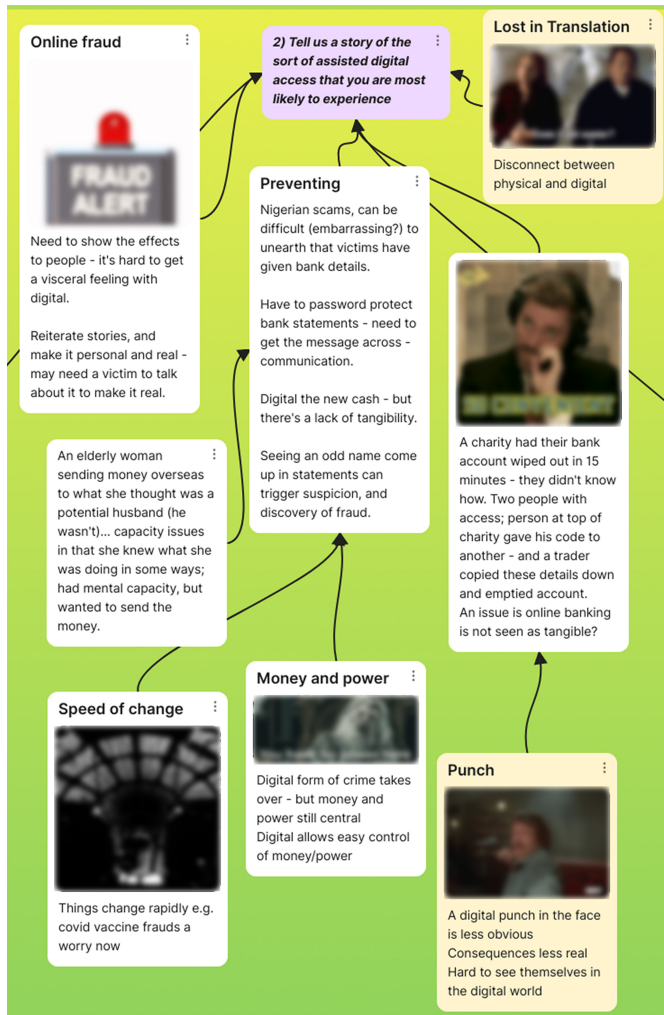 Online fraud
FRAUD
ALERT
Need to show the effects
to people - it's hard to get
a visceral feeling with
digital.
Reiterate stories, and
make it personal and real -
may need a victim to talk
about it to make it real.
2) Tell us a story of the
sort of assisted digital
access that you are most
likely to experience
Lost in Translation
Disconnect between
physical and digital
Preventing
Nigerian scams, can be
difficult (embarrassing?) to
unearth that victims have
given bank details.
Have to password protect
bank statements - need to
get the message across -
communication.
Digital the new cash - but
there's a lack of tangibility.
Seeing an odd name come
up in statements can
trigger suspicion, and
discovery of fraud.
A charity had their bank
account wiped out in 15
minutes - they didn't know
how. Two people with
access; person at top of
charity gave his code to
another - and a trader
copied these details down
and emptied account.
An issue is online banking
is not seen as tangible?
An elderly woman
sending money overseas
to what she thought was a
potential husband (he
wasn't)... capacity issues
in that she knew what she
was doing in some ways;
had mental capacity, but
wanted to send the
money.
Speed of change
Things change rapidly e.g.
covid vaccine frauds a
worry now
Money and power
Digital form of crime takes
over - but money and
power still central
Digital allows easy control
of money/power
Punch
A digital punch in the face
is less obvious
Consequences less real
Hard to see themselves in
the digital world